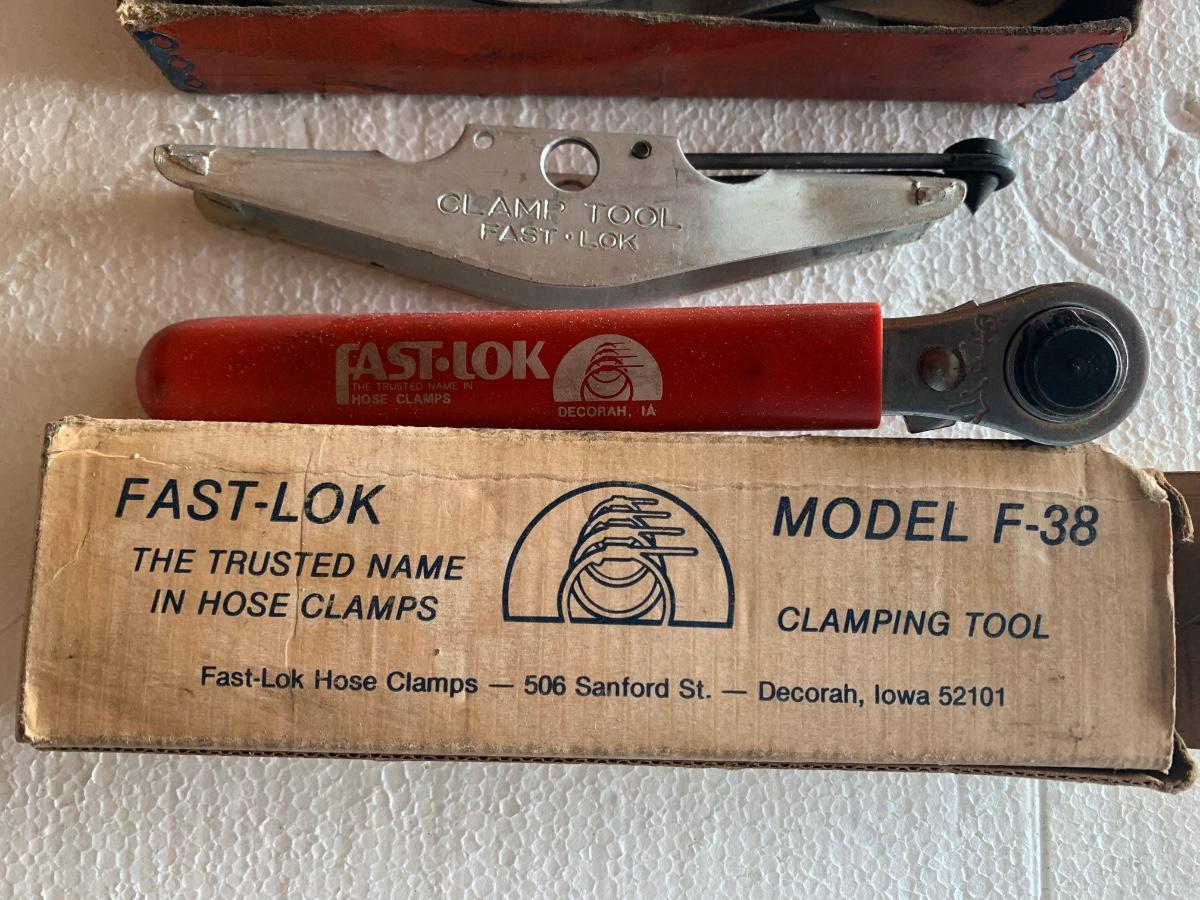 CLAMP TOOL
FAST·LOK
FAST·LOK
THE TRUSTED NAME IN
HOSE CLAMPS
DECORAH, IA
FAST-LOK
THE TRUSTED NAME
IN HOSE CLAMPS
MODEL F-38
CLAMPING TOOL
Fast-Lok Hose Clamps — 506 Sanford St. — Decorah, Iowa 52101